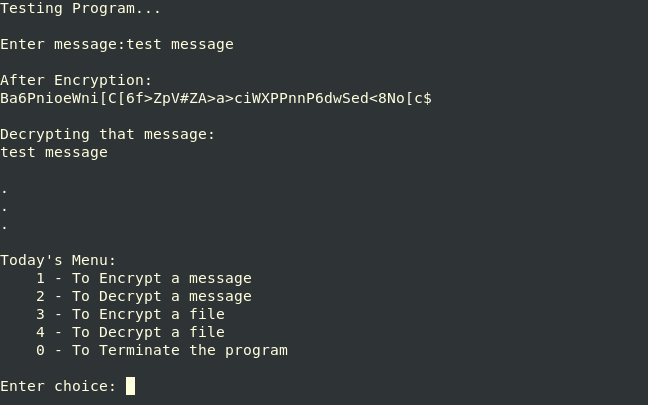 Testing Program...
Enter message:test message
After Encryption:
Ba6PnioeWni[C[6f>ZpV#ZA>a>ciWXPPnnP6dwSed<8No[c$
Decrypting that message:
test message
.
.
.
Today's Menu:
1 - To Encrypt a message
2 - To Decrypt a message
3 - To Encrypt a file
4 - To Decrypt a file
0 - To Terminate the program
Enter choice: